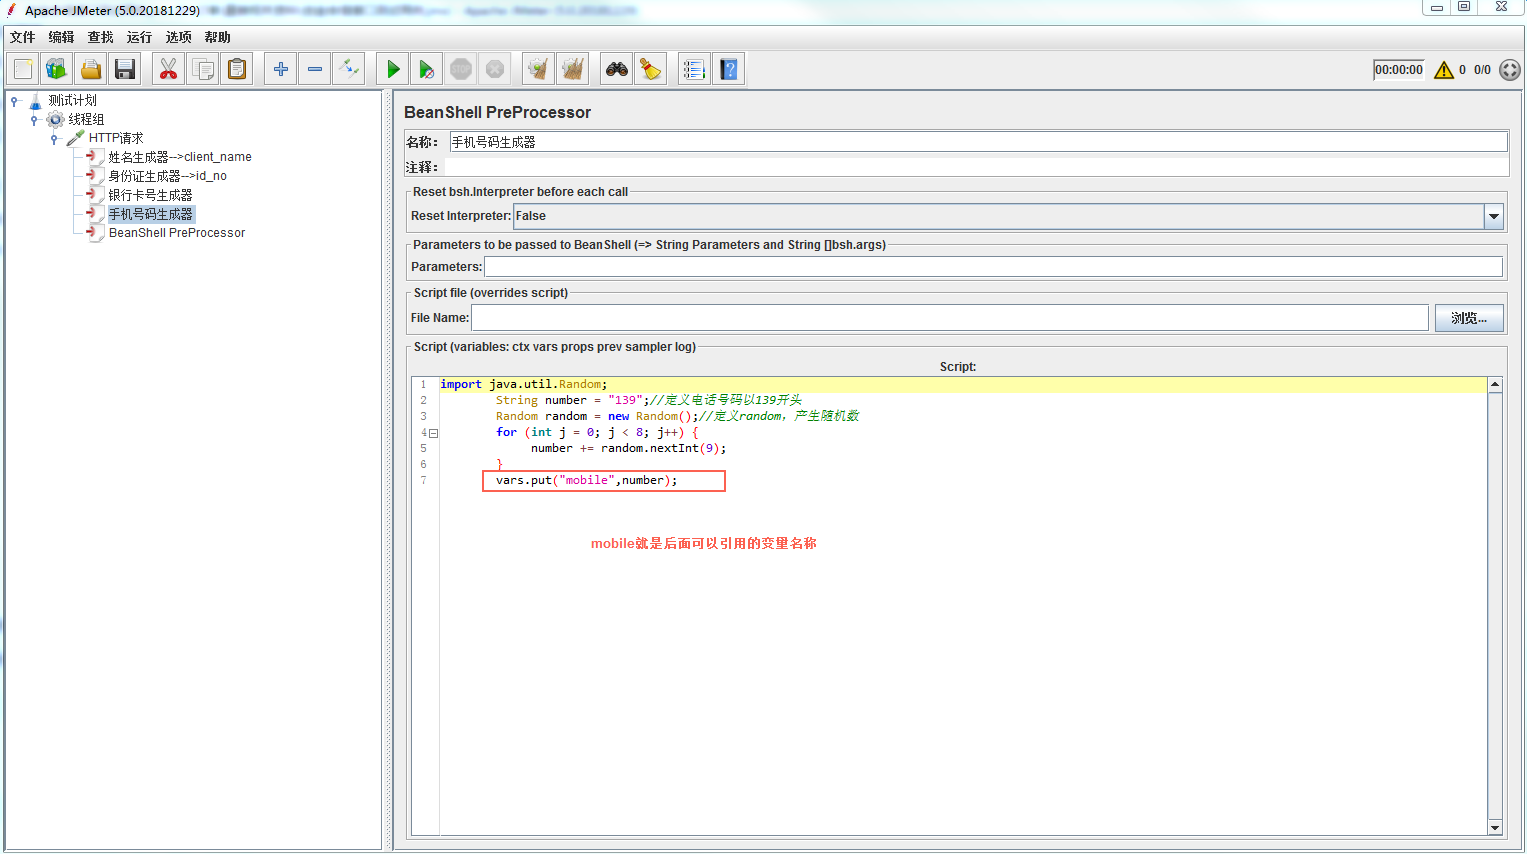 Apache JMeter (5.0.20181229)
文件 编辑 查找 运行 选项 帮助
STOP
00:00:00 0 0/0
测试计划
线程组
HTTP请求
姓名生成器-->client_name
身份证生成器-->id_no
银行卡号生成器
手机号码生成器
BeanShell PreProcessor
BeanShell PreProcessor
名称： 手机号码生成器
注释：
Reset bsh.Interpreter before each call
Reset Interpreter: False
Parameters to be passed to BeanShell (=> String Parameters and String []bsh.args)
Parameters:
Script file (overrides script)
File Name: 浏览...
Script (variables: ctx vars props prev sampler log)
Script:
1 import java.util.Random;
2 String number = "139";//定义电话号码以139开头
3 Random random = new Random();//定义random，产生随机数
4 for (int j = 0; j < 8; j++) {
5 number += random.nextInt(9);
6 }
7 vars.put("mobile",number);
mobile就是后面可以引用的变量名称